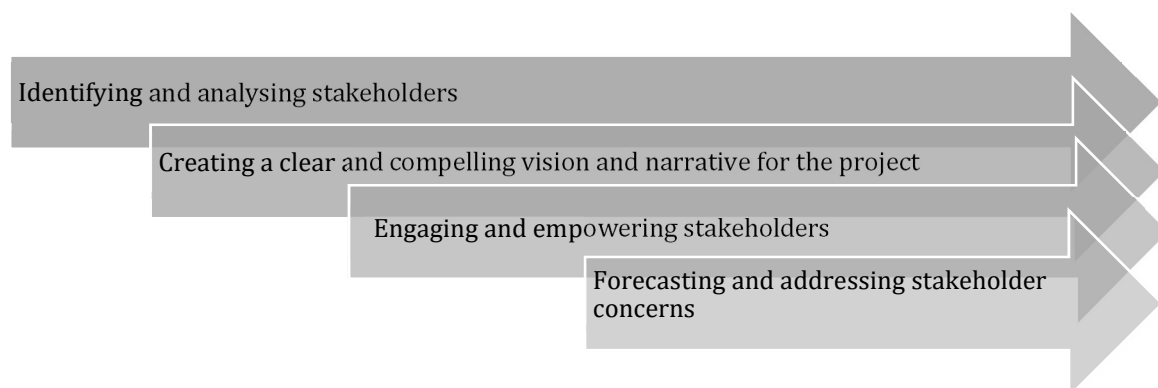 Identifying and analysing stakeholders
Creating a clear and compelling vision and narrative for the project
Engaging and empowering stakeholders
Forecasting and addressing stakeholder
concerns